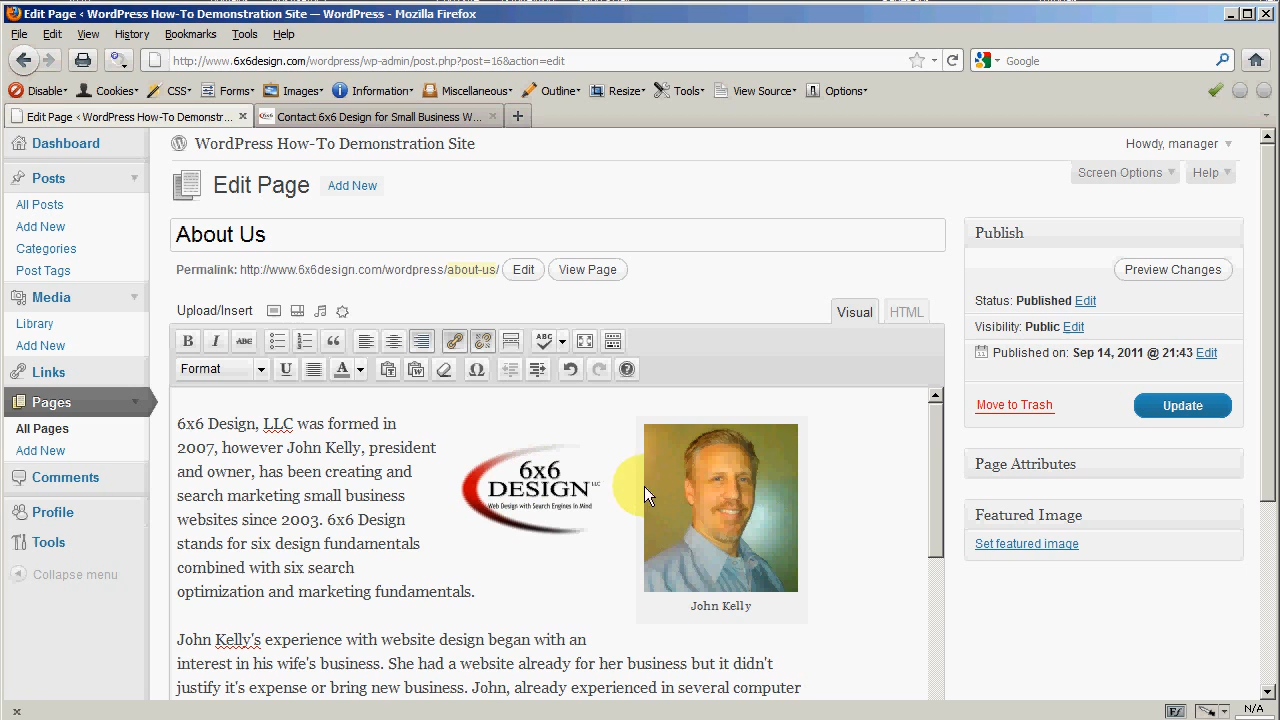 Edit Page < WordPress How-To Demonstration Site — WordPress - Mozilla Firefox
File Edit View History Bookmarks Tools Help
http://www.6x6design.com/wordpress/wp-admin/post.php?post=16&action=edit
Google
Disable Cookies CSS Forms Images Information Miscellaneous Outline Resize Tools View Source Options
Edit Page < WordPress How-To Demonstr...
Contact 6x6 Design for Small Business W...
Dashboard
Posts
All Posts
Add New
Categories
Post Tags
Media
Library
Add New
Links
Pages
All Pages
Add New
Comments
Profile
Tools
Collapse menu
WordPress How-To Demonstration Site
Howdy, manager
Screen Options Help
Edit Page Add New
About Us
Permalink: http://www.6x6design.com/wordpress/about-us/ Edit View Page
Upload/Insert
Visual HTML
B I ABC ABC
Format U A Ω
6x6 Design, LLC was formed in
2007, however John Kelly, president
and owner, has been creating and
search marketing small business
websites since 2003. 6x6 Design
stands for six design fundamentals
combined with six search
optimization and marketing fundamentals.
6x6
DESIGN LLC
Web Design with Search Engines In Mind
John Kelly
John Kelly's experience with website design began with an
interest in his wife's business. She had a website already for her business but it didn't
justify it's expense or bring new business. John, already experienced in several computer
Publish
Preview Changes
Status: Published Edit
Visibility: Public Edit
Published on: Sep 14, 2011 @ 21:43 Edit
Move to Trash Update
Page Attributes
Featured Image
Set featured image
x
N/A